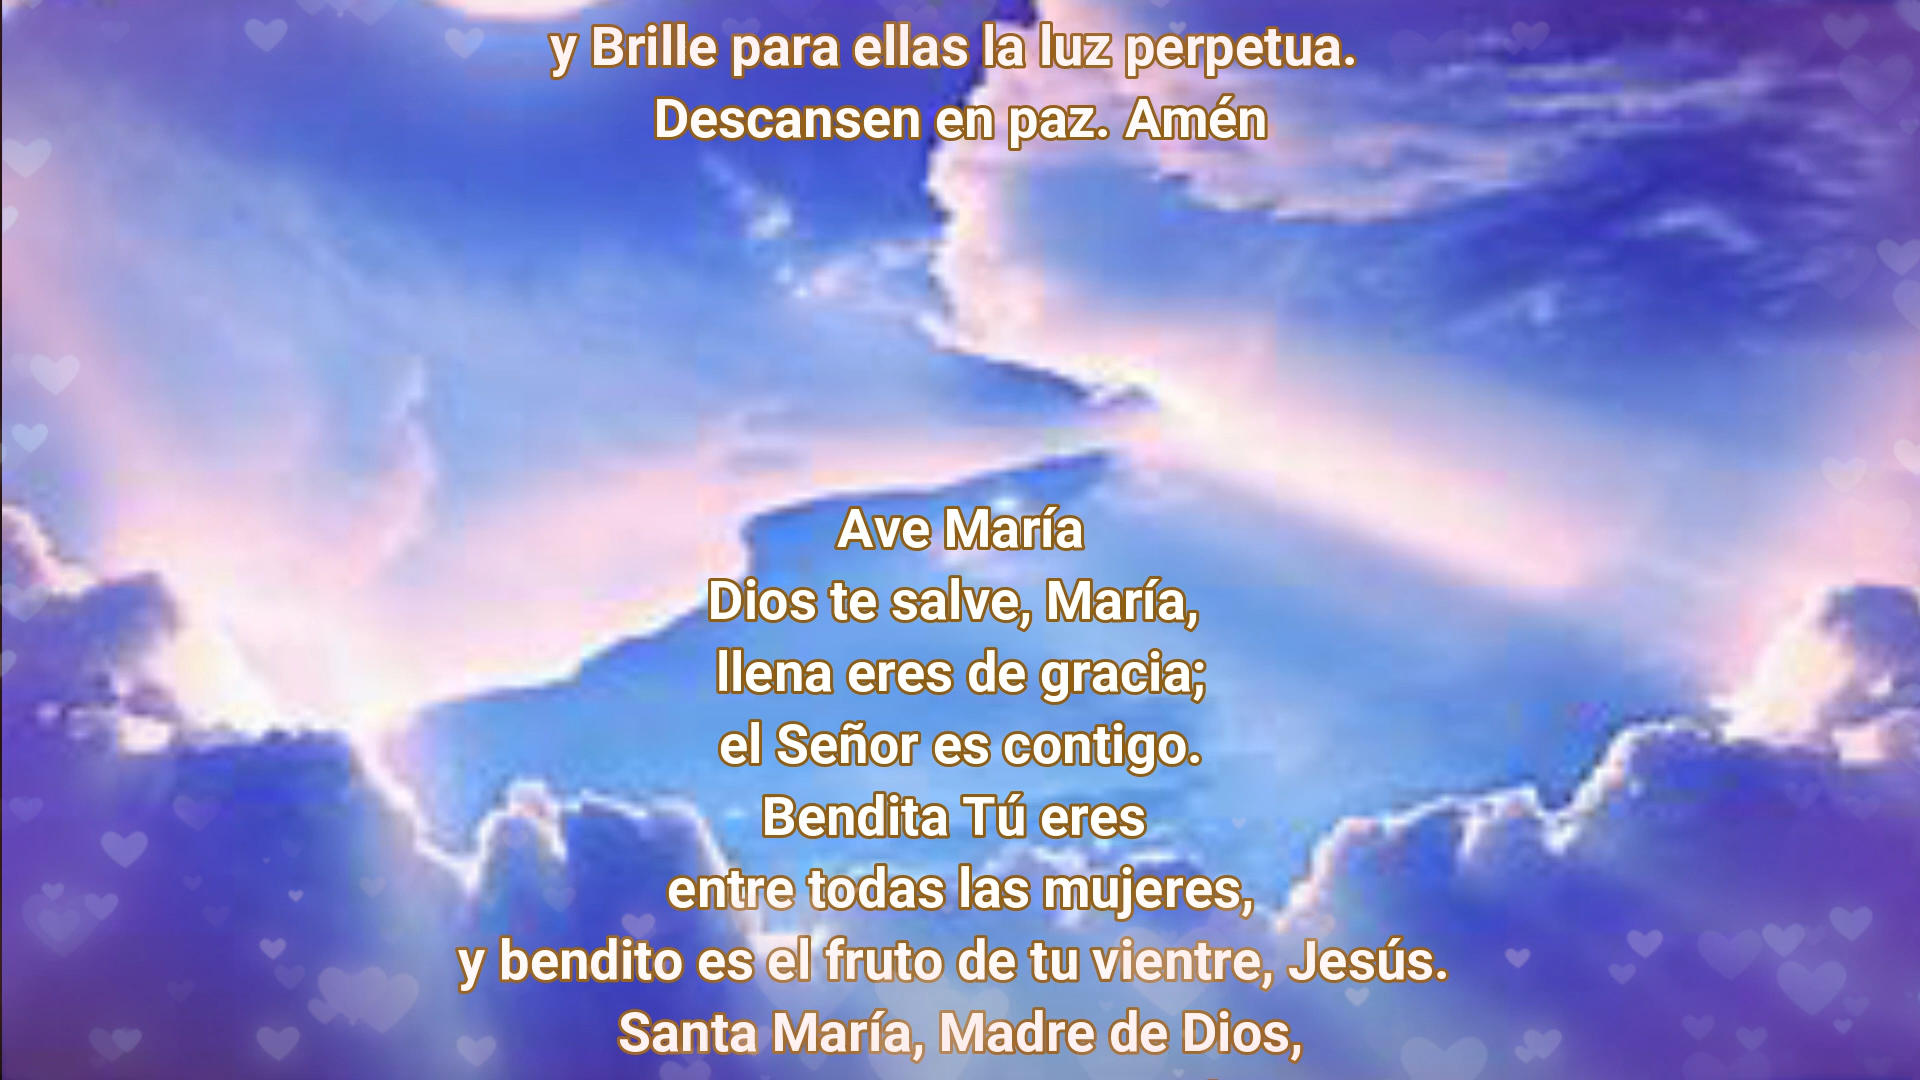 y Brille para ellas la luz perpetua.
Descansen en paz. Amén
Ave María
Dios te salve, María,
llena eres de gracia;
el Señor es contigo.
Bendita Tú eres
entre todas las mujeres,
y bendito es el fruto de tu vientre, Jesús.
Santa María, Madre de Dios,